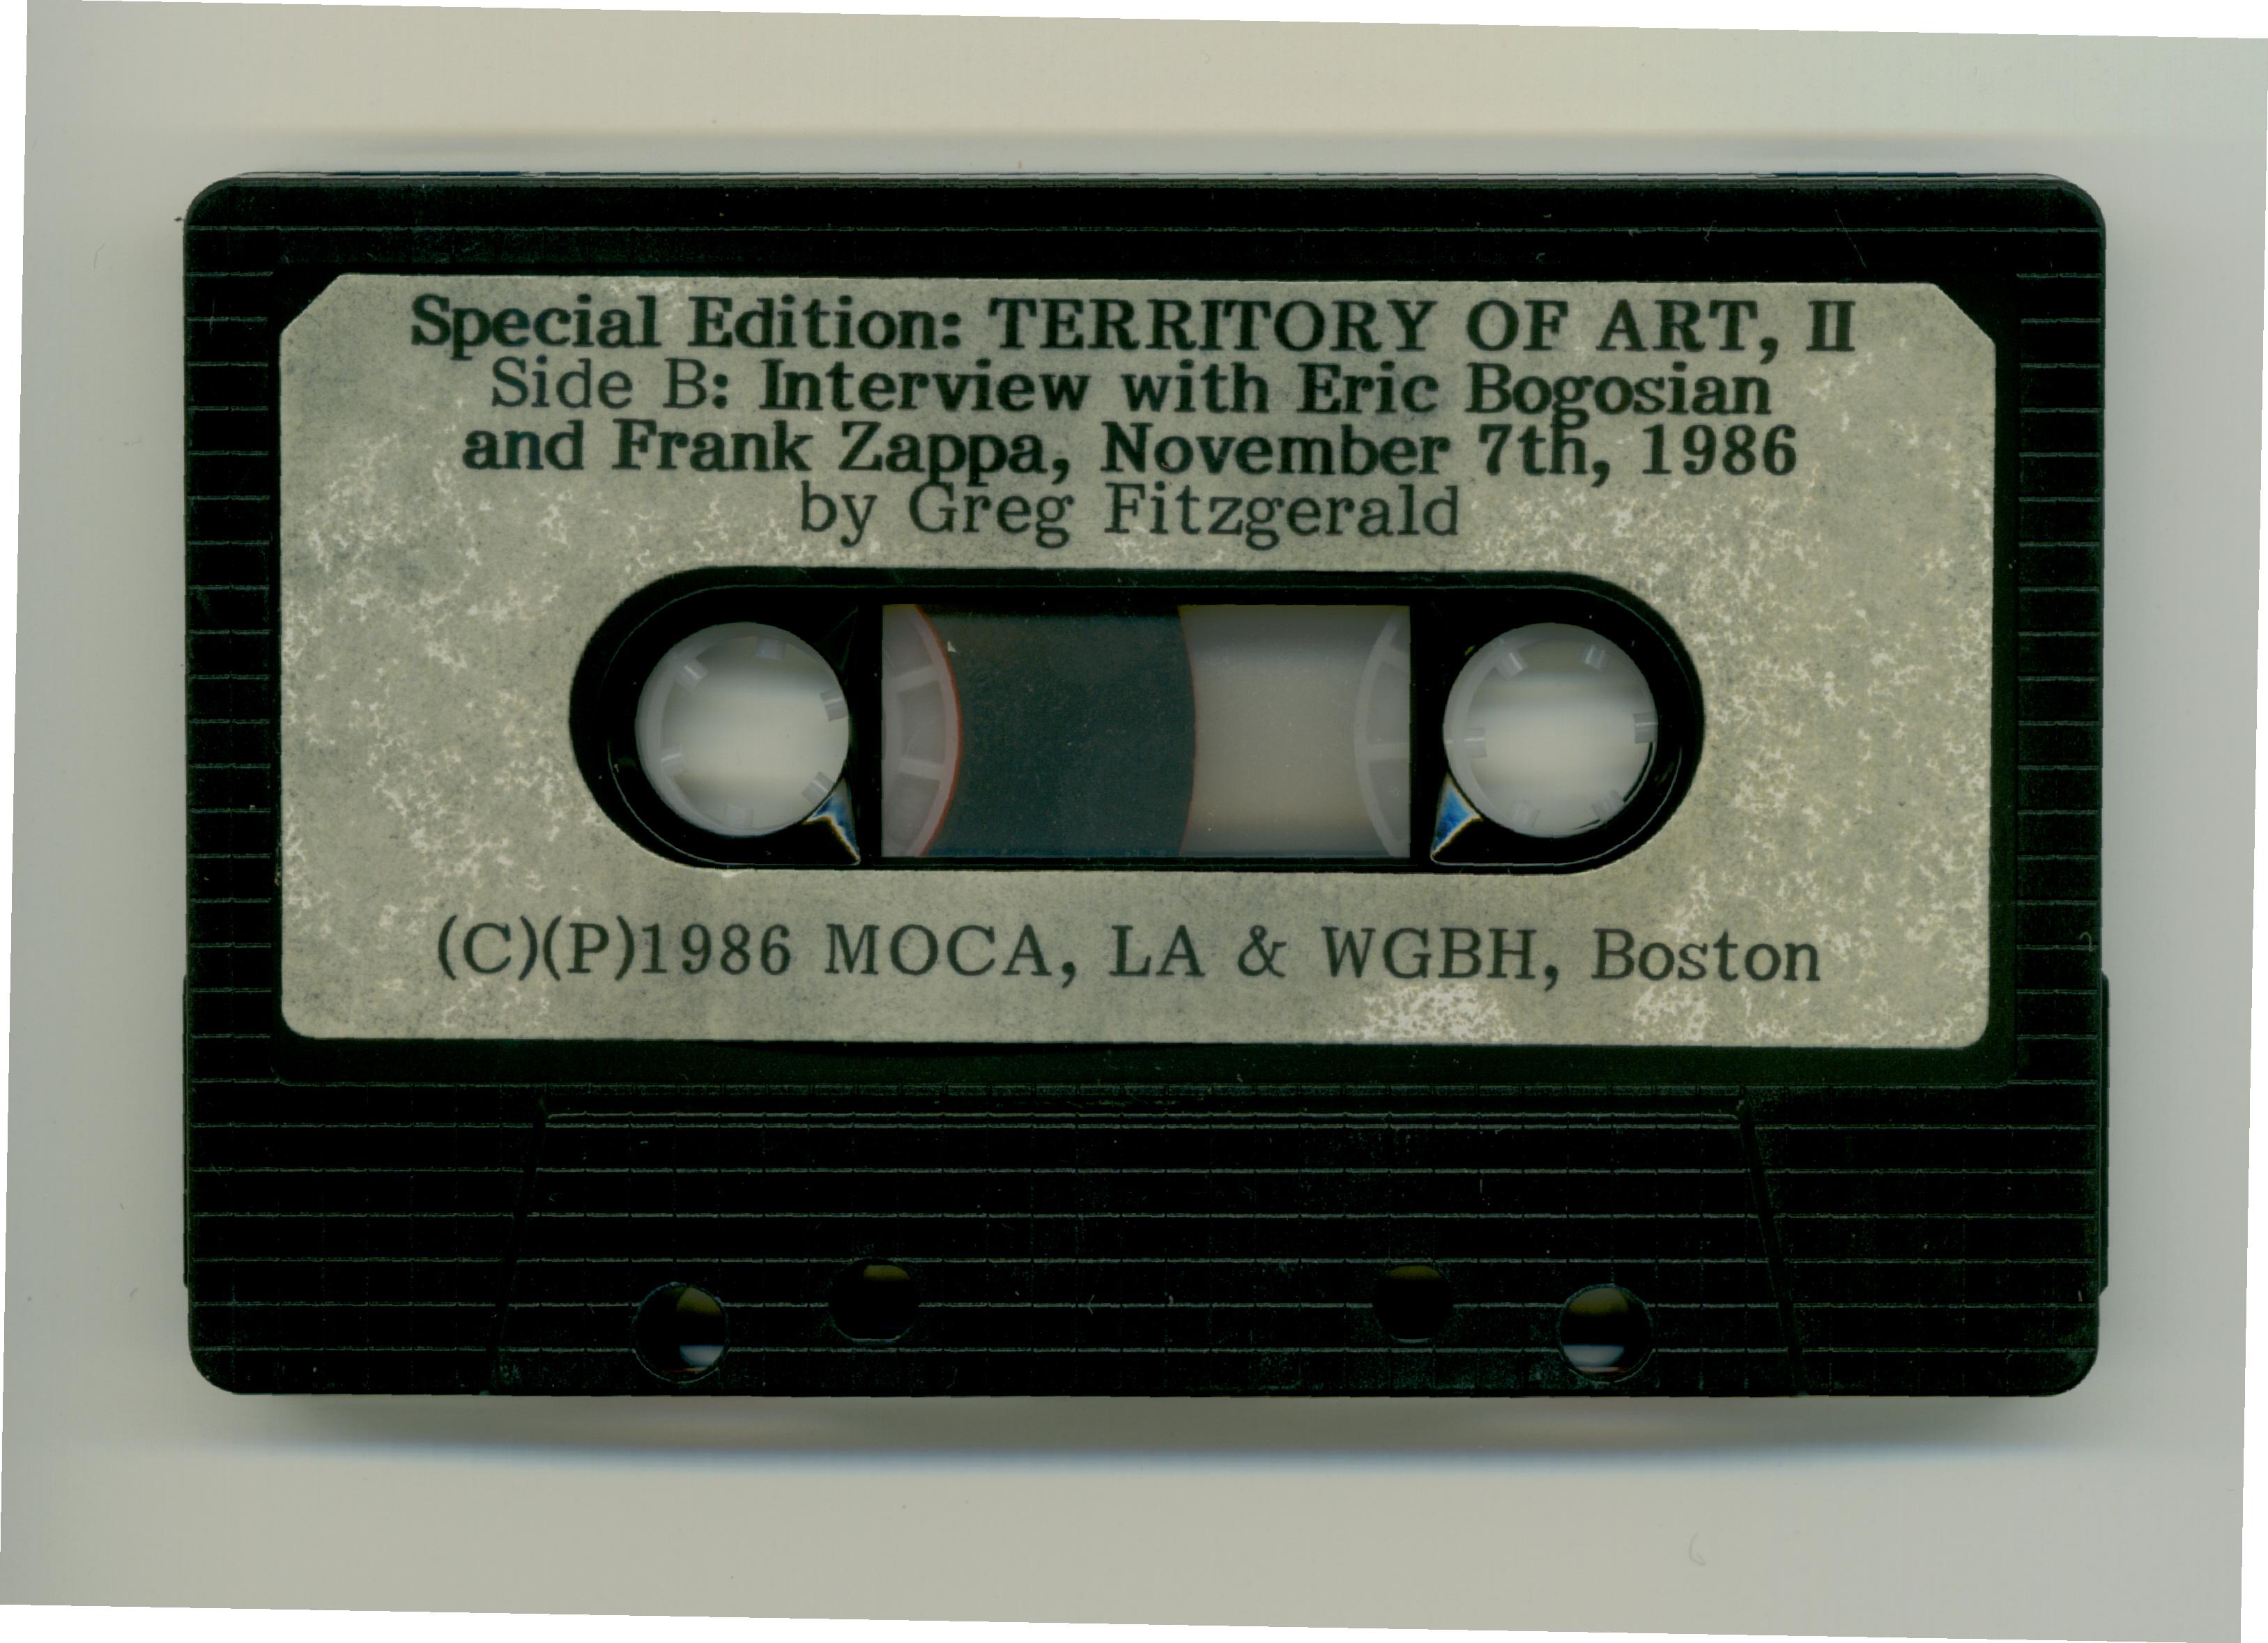 Special Edition: TERRITORY OF ART, II
Side B: Interview with Eric Bogosian
and Frank Zappa, November 7th, 1986
by Greg Fitzgerald
(C)(P)1986 MOCA, LA & WGBH, Boston